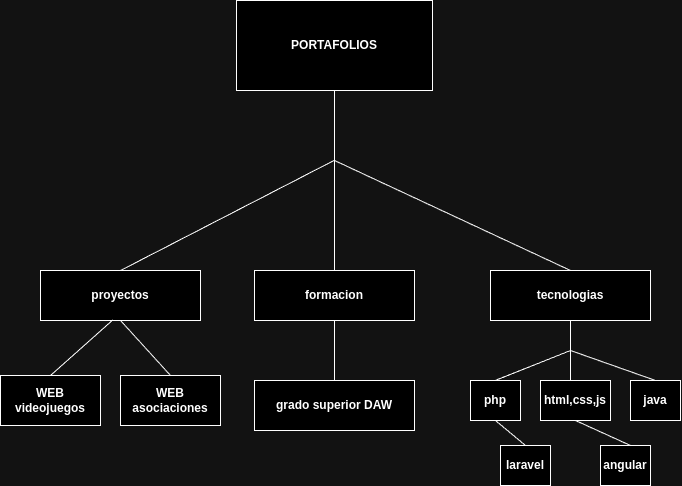 PORTAFOLIOS
proyectos
formacion
tecnologias
WEB
videojuegos
WEB
asociaciones
grado superior DAW
php
html,css,js
java
laravel
angular